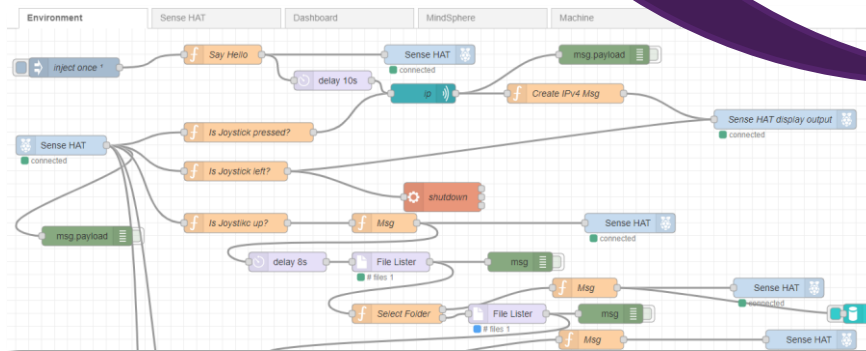 Environment
Sense HAT
Dashboard
MindSphere
Machine
inject once ¹
Say Hello
Sense HAT
connected
msg.payload
delay 10s
ip
Create IPv4 Msg
Sense HAT display output
connected
Sense HAT
connected
Is Joystick pressed?
Is Joystick left?
shutdown
Is Joystikc up?
Msg
Sense HAT
connected
msg.payload
delay 8s
File Lister
# files 1
msg
Msg
Sense HAT
connected
Select Folder
File Lister
# files 1
msg
Msg
Sense HAT